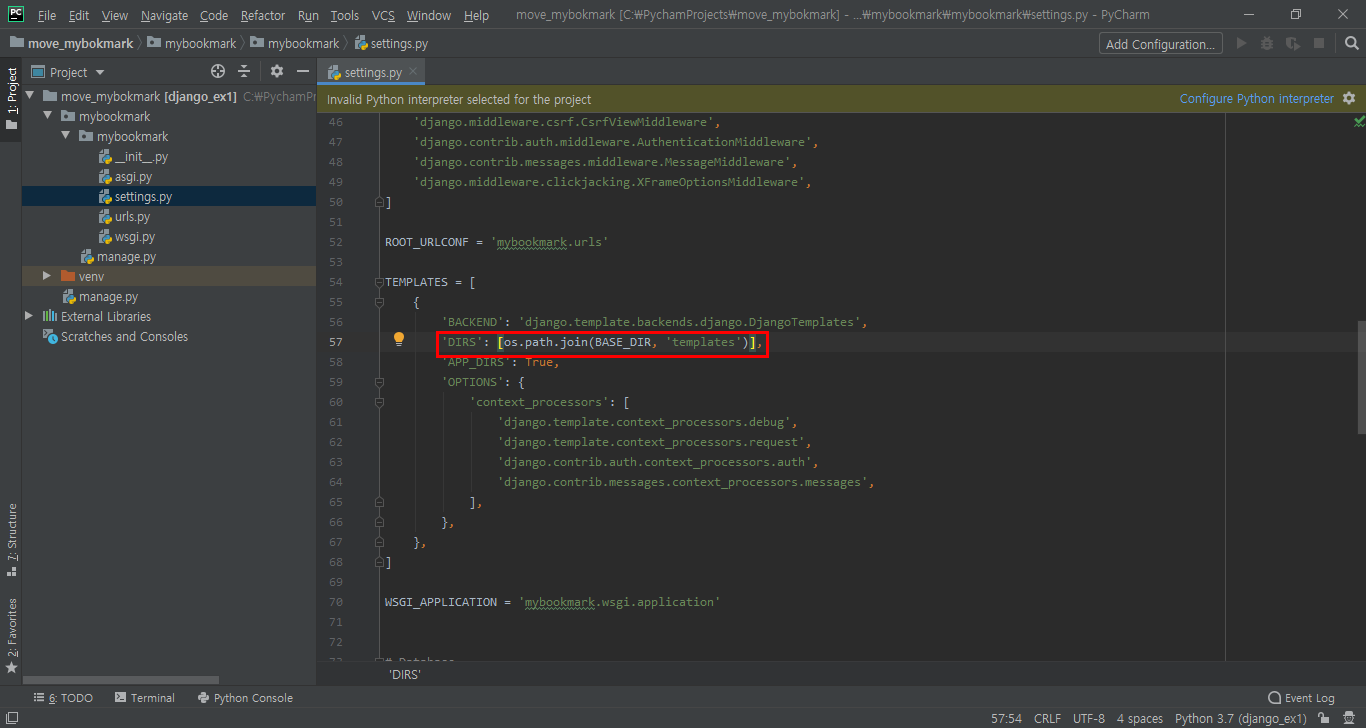 PC File Edit View Navigate Code Refactor Run Tools VCS Window Help move_mybokmark [C:₩PychamProjects₩move_mybokmark] - ...₩mybookmark₩mybookmark₩settings.py - PyCharm
move_mybokmark mybookmark mybookmark settings.py Add Configuration...
1: Project
7: Structure
2: Favorites
Project
move_mybokmark [django_ex1] C:₩PychamPr
mybookmark
mybookmark
__init__.py
asgi.py
settings.py
urls.py
wsgi.py
manage.py
venv
manage.py
External Libraries
Scratches and Consoles
settings.py
Invalid Python interpreter selected for the project Configure Python interpreter
46 'django.middleware.csrf.CsrfViewMiddleware',
47 'django.contrib.auth.middleware.AuthenticationMiddleware',
48 'django.contrib.messages.middleware.MessageMiddleware',
49 'django.middleware.clickjacking.XFrameOptionsMiddleware',
50 ]
51
52 ROOT_URLCONF = 'mybookmark.urls'
53
54 TEMPLATES = [
55 {
56 'BACKEND': 'django.template.backends.django.DjangoTemplates',
57 'DIRS': [os.path.join(BASE_DIR, 'templates')],
58 'APP_DIRS': True,
59 'OPTIONS': {
60 'context_processors': [
61 'django.template.context_processors.debug',
62 'django.template.context_processors.request',
63 'django.contrib.auth.context_processors.auth',
64 'django.contrib.messages.context_processors.messages',
65 ],
66 },
67 },
68 ]
69
70 WSGI_APPLICATION = 'mybookmark.wsgi.application'
71
72
73 # Database
'DIRS'
6: TODO Terminal Python Console Event Log
57:54 CRLF UTF-8 4 spaces Python 3.7 (django_ex1)